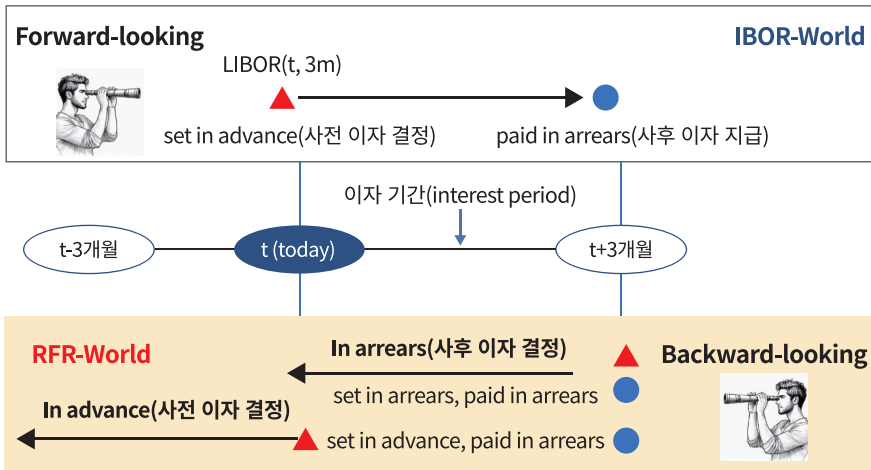 Forward-looking
IBOR-World
LIBOR(t, 3m)
set in advance(사전 이자 결정)
paid in arrears(사후 이자 지급)
이자 기간(interest period)
t-3개월
t (today)
t+3개월
RFR-World
In arrears(사후 이자 결정)
Backward-looking
set in arrears, paid in arrears
In advance(사전 이자 결정)
set in advance, paid in arrears